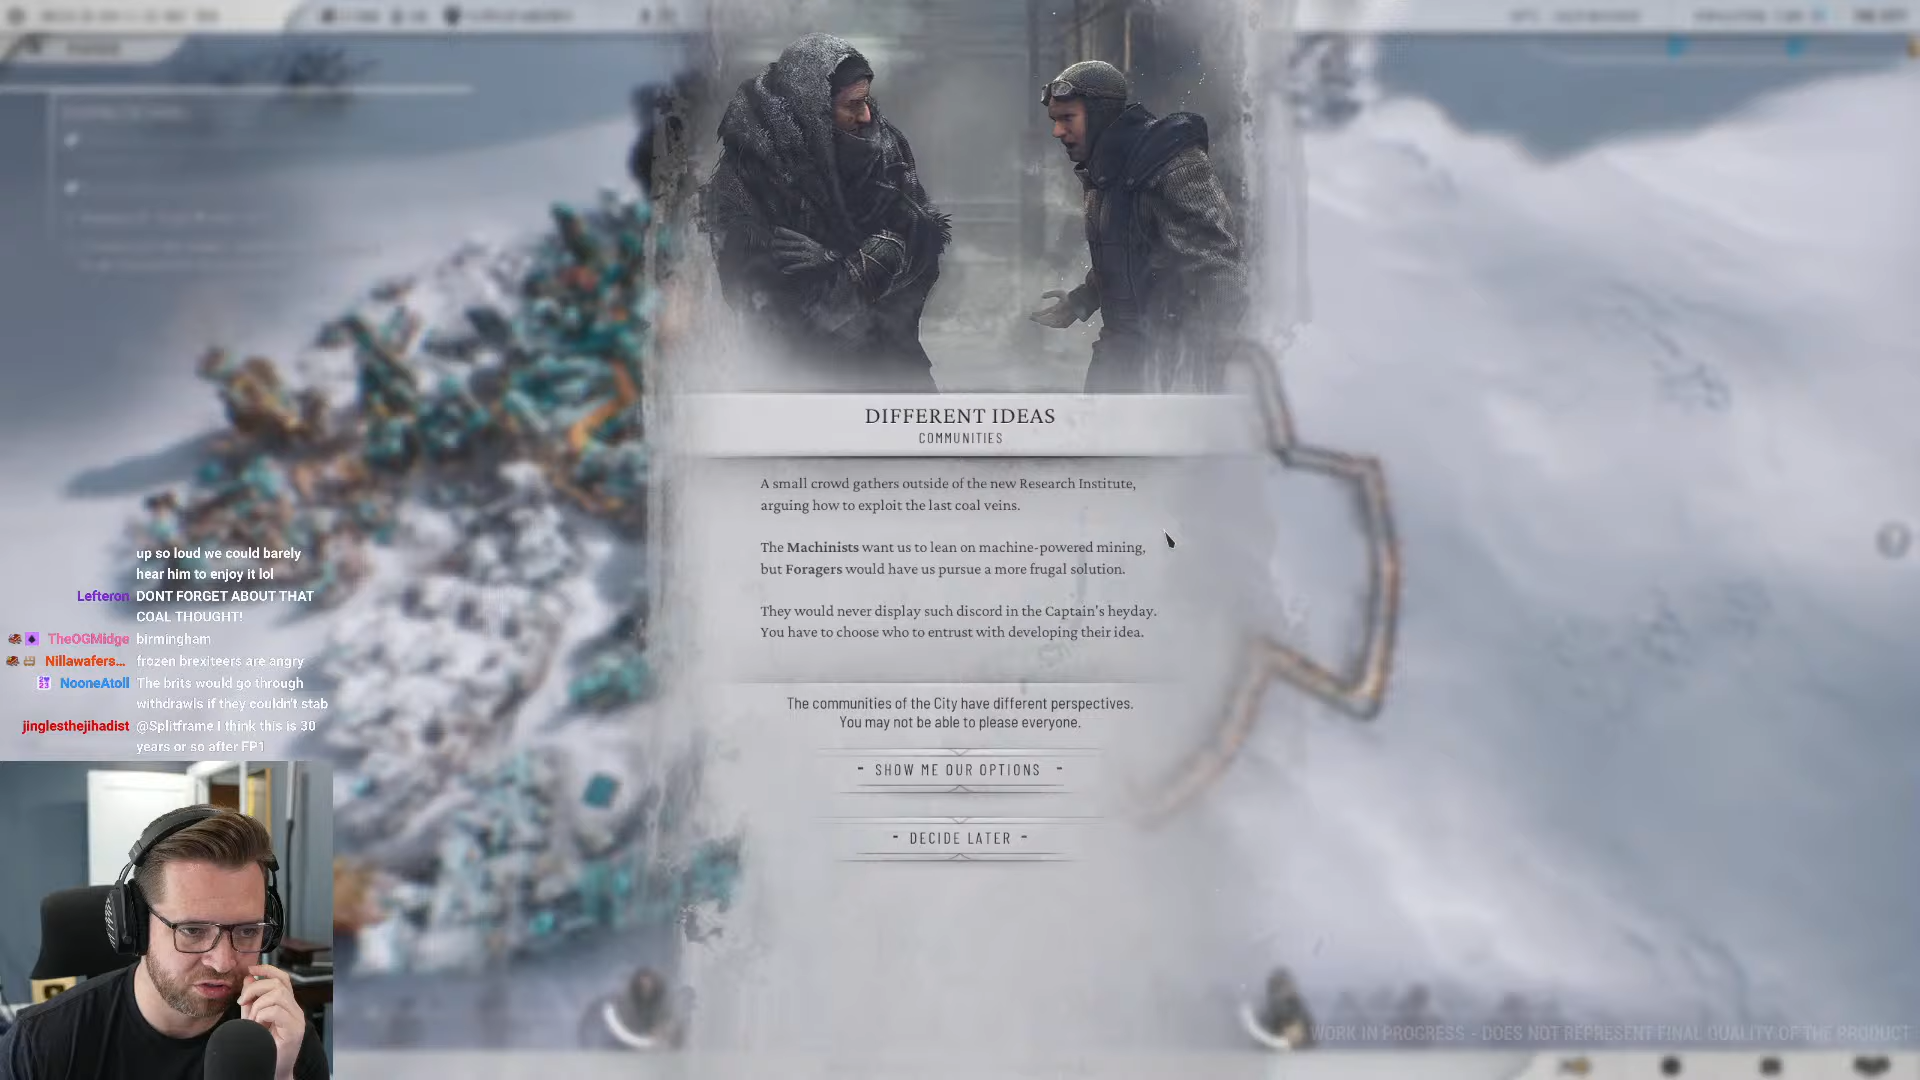 DIFFERENT IDEAS
COMMUNITIES
A small crowd gathers outside of the new Research Institute,
arguing how to exploit the last coal veins.
The Machinists want us to lean on machine-powered mining,
but Foragers would have us pursue a more frugal solution.
They would never display such discord in the Captain's heyday.
You have to choose who to entrust with developing their idea.
The communities of the City have different perspectives.
You may not be able to please everyone.
- SHOW ME OUR OPTIONS -
- DECIDE LATER -
up so loud we could barely
hear him to enjoy it lol
Lefteron DONT FORGET ABOUT THAT
COAL THOUGHT!
TheOGMidge birmingham
Nillawafers... frozen brexiteers are angry
NooneAtoll The brits would go through
withdrawls if they couldn't stab
jinglesthejihadist @Splitframe I think this is 30
years or so after FP1
WORK IN PROGRESS - DOES NOT REPRESENT FINAL QUALITY OF THE PRODUCT